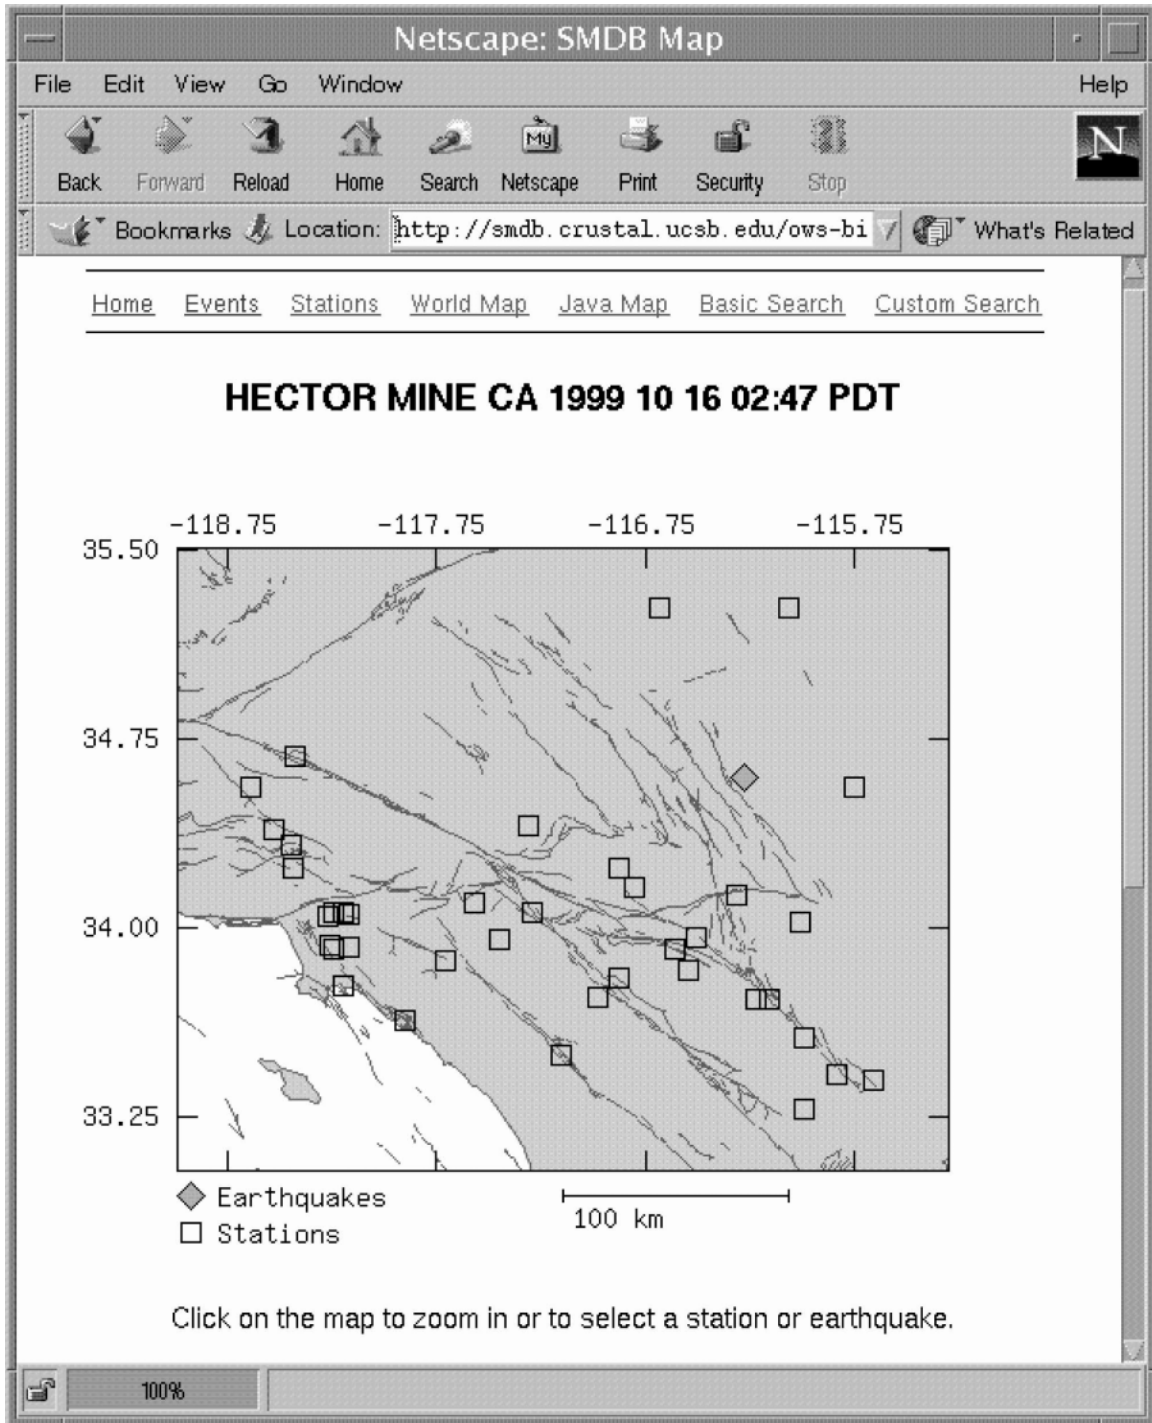 Netscape: SMDB Map
File Edit View Go Window Help
My N
Back Forward Reload Home Search Netscape Print Security Stop
Bookmarks Location: http://smdb.crustal.ucsb.edu/ows-bi What's Related
Home Events Stations World Map Java Map Basic Search Custom Search
HECTOR MINE CA 1999 10 16 02:47 PDT
-118.75 -117.75 -116.75 -115.75
35.50
34.75
34.00
33.25
Earthquakes
100 km
Stations
Click on the map to zoom in or to select a station or earthquake.
100%